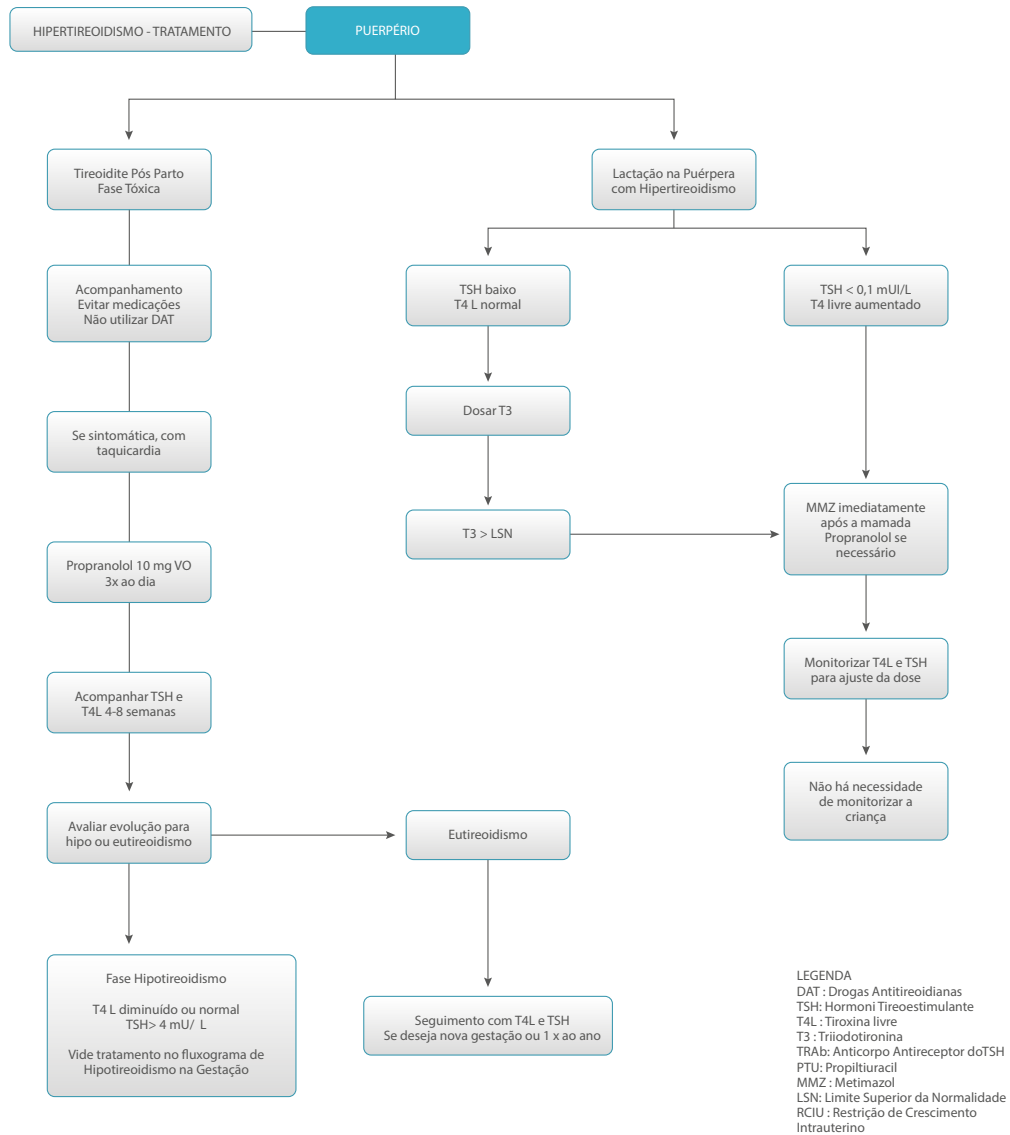 HIPERTIREOIDISMO - TRATAMENTO
PUERPÉRIO
Tireoidite Pós Parto
Fase Tóxica
Acompanhamento
Evitar medicações
Não utilizar DAT
Se sintomática, com
taquicardia
Propranolol 10 mg VO
3x ao dia
Acompanhar TSH e
T4L 4-8 semanas
Avaliar evolução para
hipo ou eutireoidismo
Fase Hipotireoidismo
T4 L diminuído ou normal
TSH> 4 mU/ L
Vide tratamento no fluxograma de
Hipotireoidismo na Gestação
Eutireoidismo
Seguimento com T4L e TSH
Se deseja nova gestação ou 1 x ao ano
Lactação na Puérpera
com Hipertireoidismo
TSH baixo
T4 L normal
Dosar T3
T3 > LSN
TSH < 0,1 mUI/L
T4 livre aumentado
MMZ imediatamente
após a mamada
Propranolol se
necessário
Monitorizar T4L e TSH
para ajuste da dose
Não há necessidade
de monitorizar a
criança
LEGENDA
DAT : Drogas Antitireoidianas
TSH: Hormoni Tireoestimulante
T4L : Tiroxina livre
T3 : Triiodotironina
TRAb: Anticorpo Antireceptor doTSH
PTU: Propiltiuracil
MMZ : Metimazol
LSN: Limite Superior da Normalidade
RCIU : Restrição de Crescimento
Intrauterino